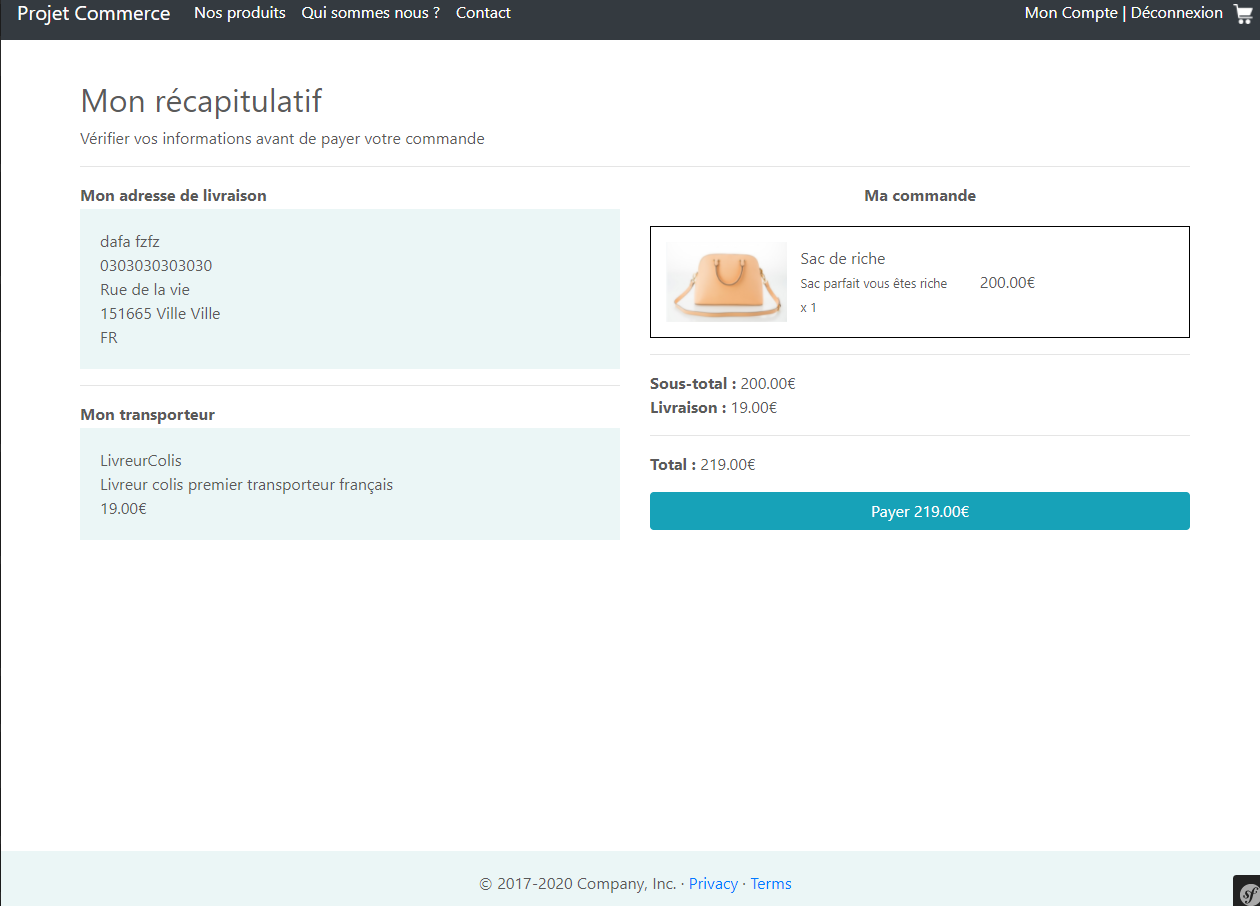 Projet Commerce Nos produits Qui sommes nous ? Contact Mon Compte | Déconnexion
Mon récapitulatif
Vérifier vos informations avant de payer votre commande
Mon adresse de livraison
dafa fzfz
0303030303030
Rue de la vie
151665 Ville Ville
FR
Mon transporteur
LivreurColis
Livreur colis premier transporteur français
19.00€
Ma commande
Sac de riche
Sac parfait vous êtes riche 200.00€
x 1
Sous-total : 200.00€
Livraison : 19.00€
Total : 219.00€
Payer 219.00€
© 2017-2020 Company, Inc. · Privacy · Terms
sf